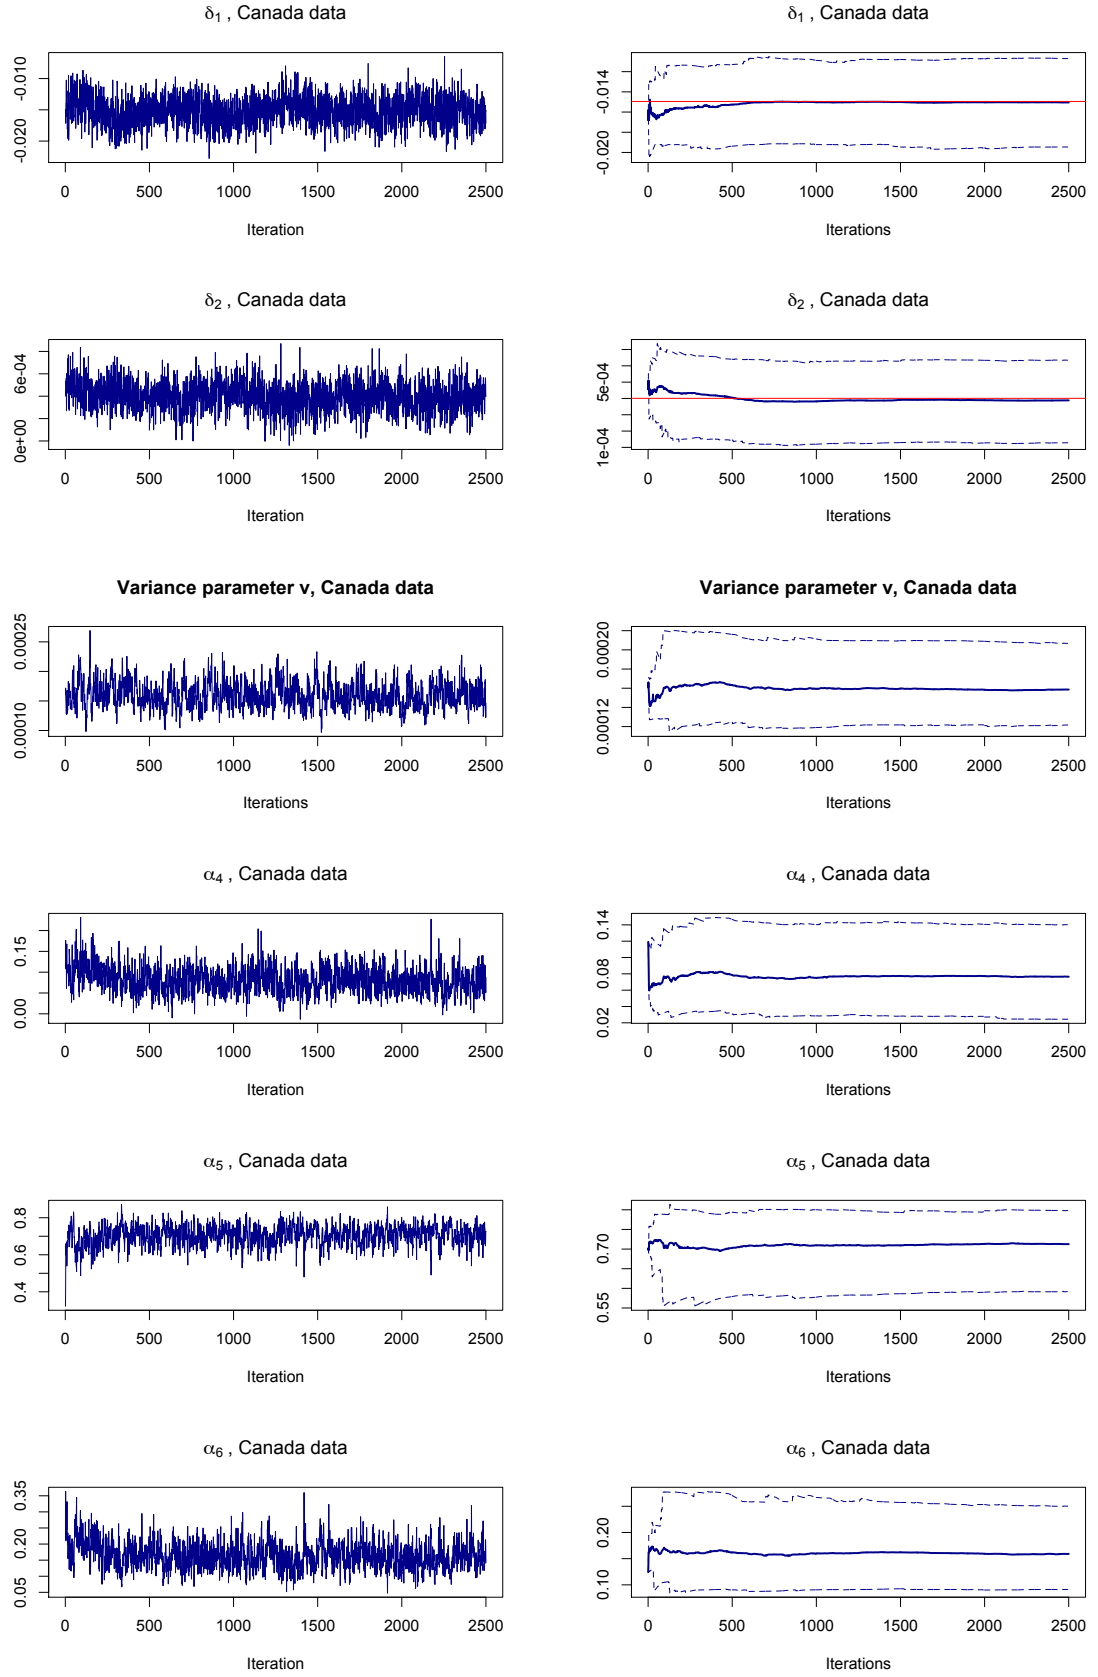 δ1 , Canada data
-0.020 -0.010
0 500 1000 1500 2000 2500
Iteration
δ1 , Canada data
-0.020 -0.014
0 500 1000 1500 2000 2500
Iterations
δ2 , Canada data
0e+00 6e-04
0 500 1000 1500 2000 2500
Iteration
δ2 , Canada data
1e-04 5e-04
0 500 1000 1500 2000 2500
Iterations
Variance parameter v, Canada data
0.00010 0.00025
0 500 1000 1500 2000 2500
Iterations
Variance parameter v, Canada data
0.00012 0.00020
0 500 1000 1500 2000 2500
Iterations
α4 , Canada data
0.00 0.15
0 500 1000 1500 2000 2500
Iteration
α4 , Canada data
0.02 0.08 0.14
0 500 1000 1500 2000 2500
Iterations
α5 , Canada data
0.4 0.6 0.8
0 500 1000 1500 2000 2500
Iteration
α5 , Canada data
0.55 0.70
0 500 1000 1500 2000 2500
Iterations
α6 , Canada data
0.05 0.20 0.35
0 500 1000 1500 2000 2500
Iteration
α6 , Canada data
0.10 0.20
0 500 1000 1500 2000 2500
Iterations